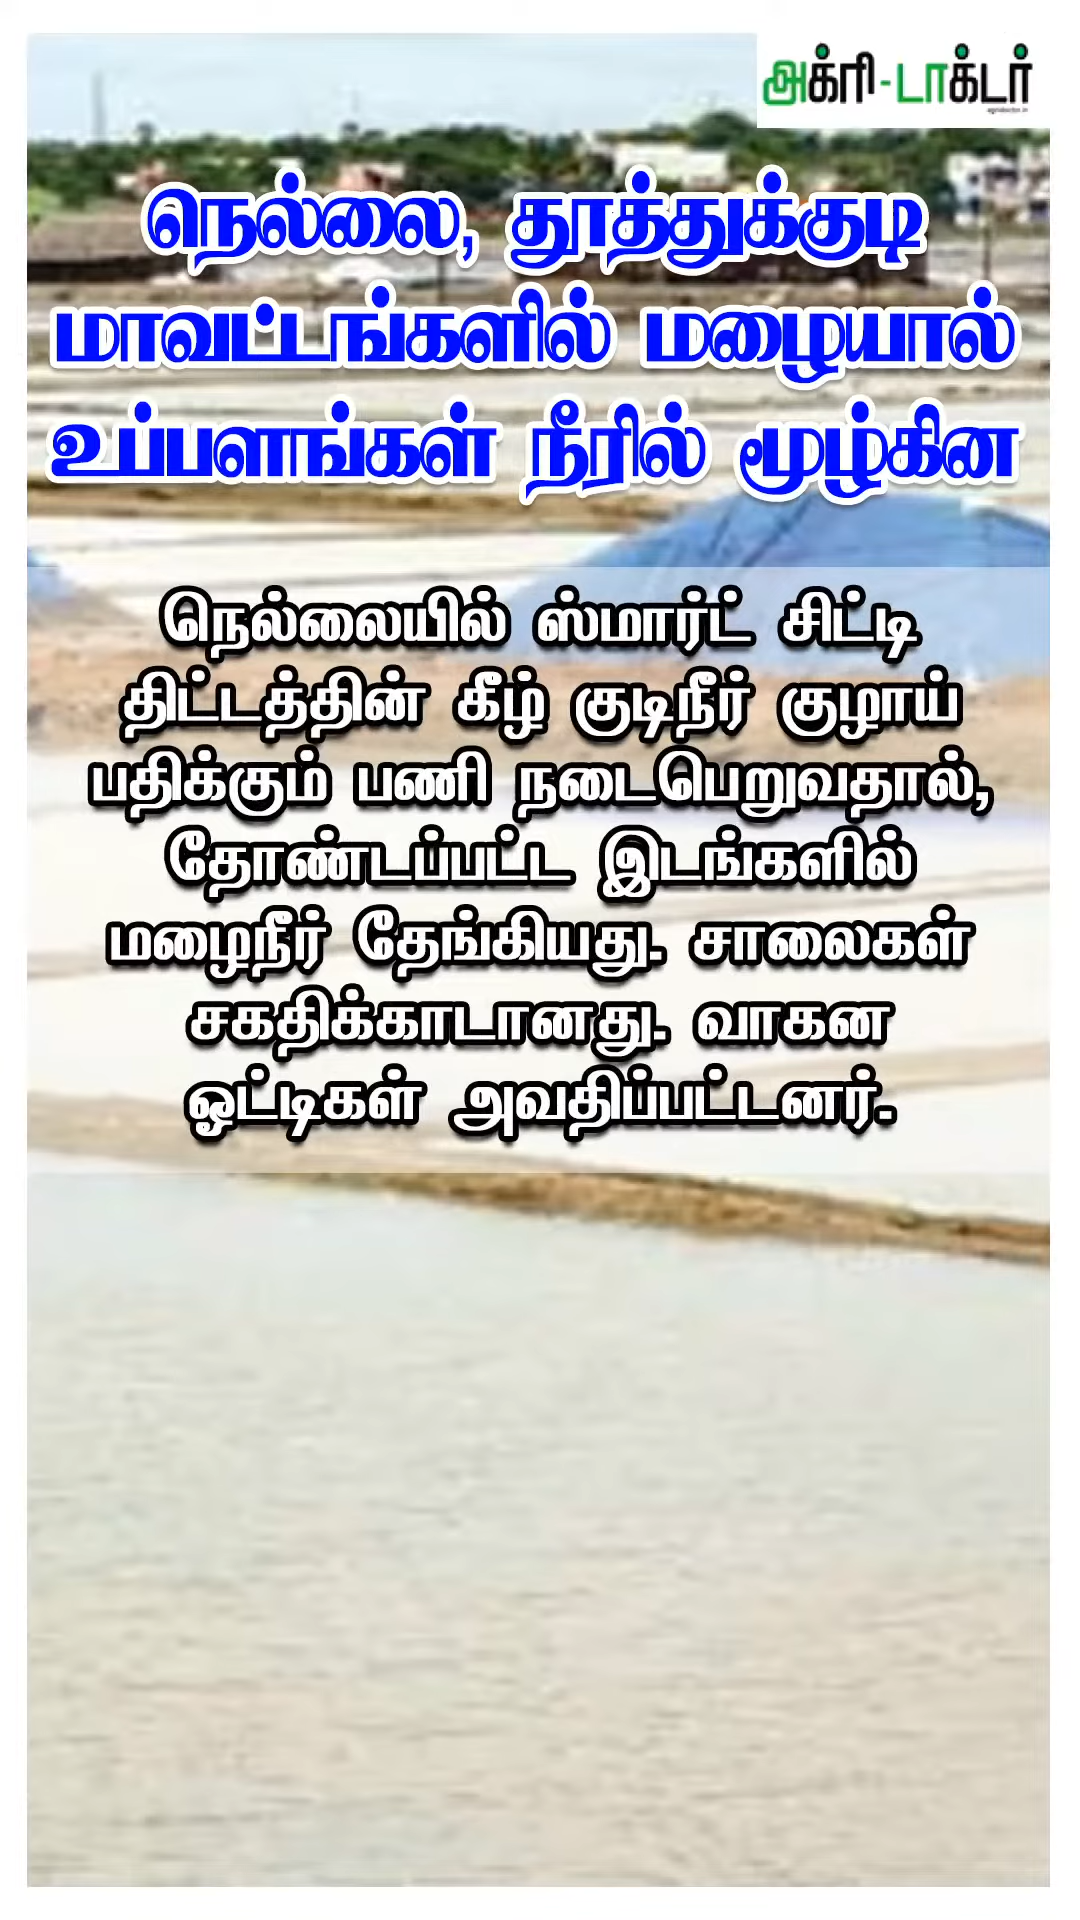 அக்ரி-டாக்டர்
நெல்லை, தூத்துக்குடி
மாவட்டங்களில் மழையால்
உப்பளங்கள் நீரில் மூழ்கின
நெல்லையில் ஸ்மார்ட் சிட்டி
திட்டத்தின் கீழ் குடிநீர் குழாய்
பதிக்கும் பணி நடைபெறுவதால்,
தோண்டப்பட்ட இடங்களில்
மழைநீர் தேங்கியது. சாலைகள்
சகதிக்காடானது. வாகன
ஓட்டிகள் அவதிப்பட்டனர்.